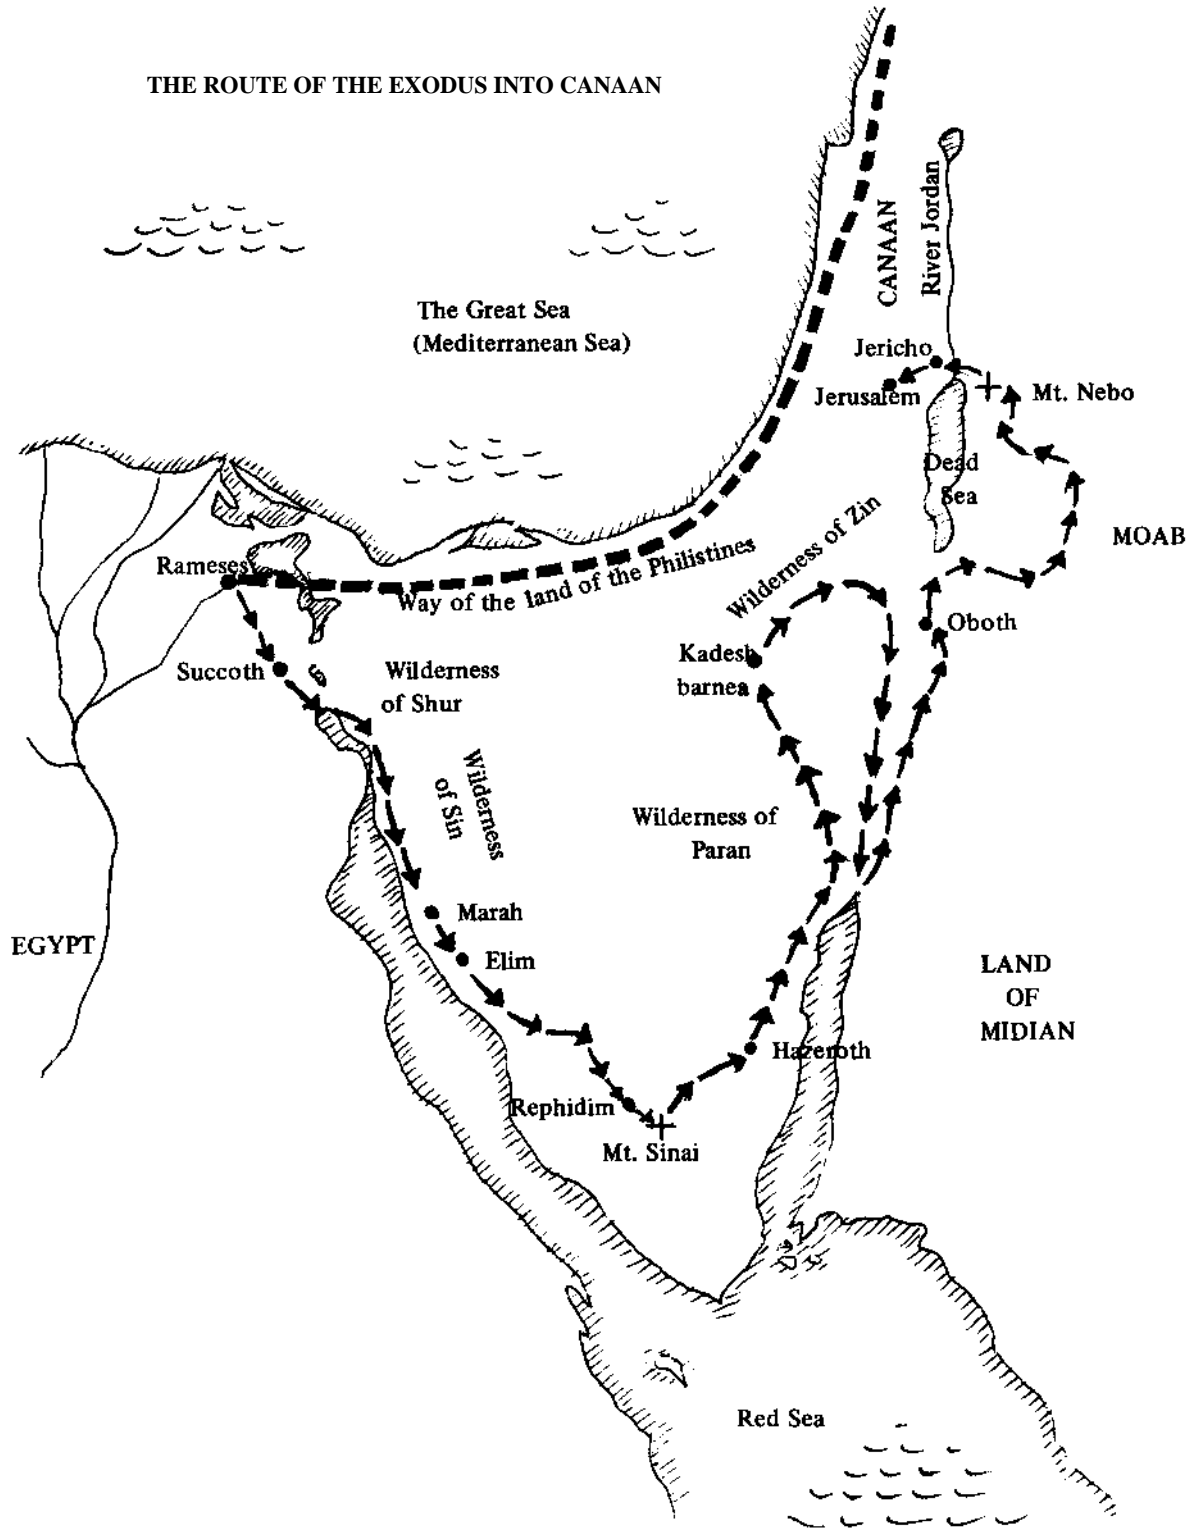 THE ROUTE OF THE EXODUS INTO CANAAN
CANAAN
River Jordan
The Great Sea
(Mediterranean Sea)
Jericho
Jerusalem
Mt. Nebo
Dead
Sea
MOAB
Rameses
Way of the land of the Philistines
Wilderness of Zin
Oboth
Succoth
Wilderness
of Shur
Kadesh
barnea
Wilderness
of Sin
Wilderness of
Paran
Marah
EGYPT
Elim
LAND
OF
MIDIAN
Hazeroth
Rephidim
Mt. Sinai
Red Sea